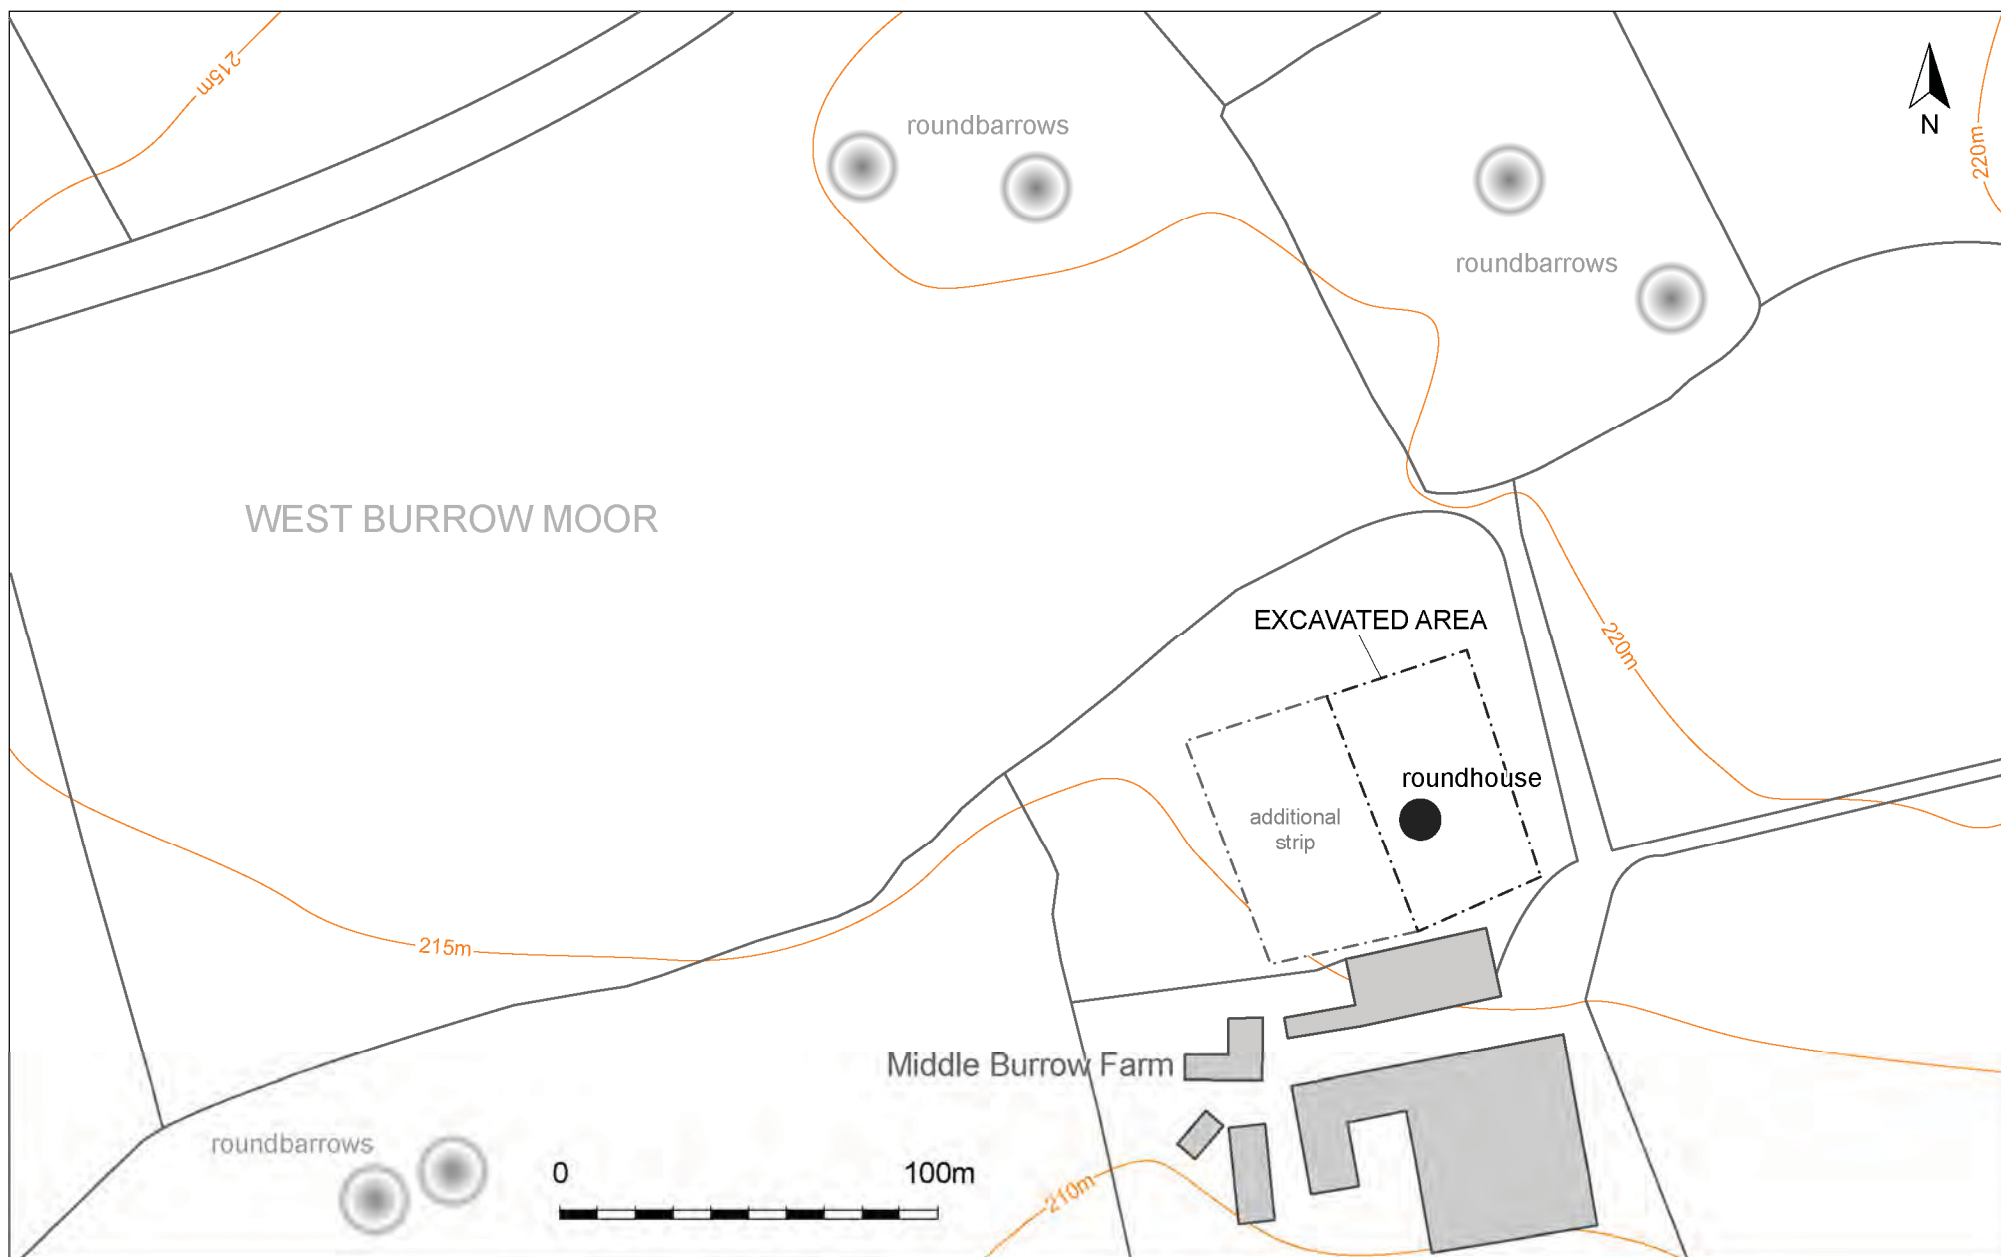 215m
roundbarrows
N
220m
roundbarrows
WEST BURROW MOOR
EXCAVATED AREA
220m
roundhouse
additional
strip
215m
Middle Burrow Farm
roundbarrows
0
100m
210m